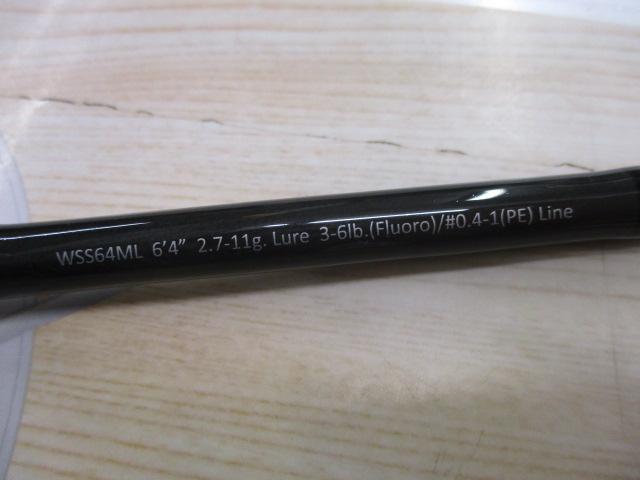 WSS64ML 6’4” 2.7-11g. Lure 3-6lb.(Fluoro)/#0.4-1(PE) Line